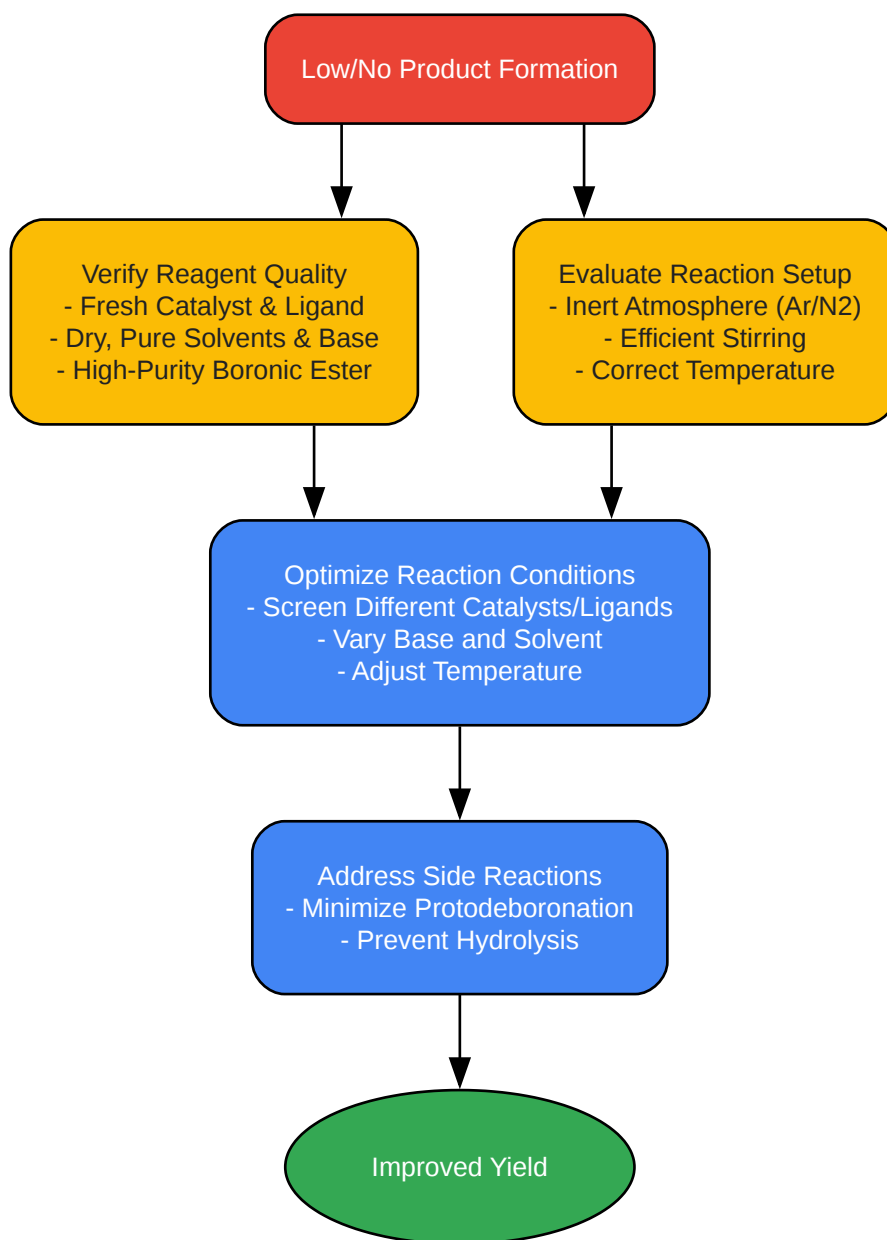 Low/No Product Formation
Verify Reagent Quality
- Fresh Catalyst & Ligand
- Dry, Pure Solvents & Base
- High-Purity Boronic Ester
Evaluate Reaction Setup
- Inert Atmosphere (Ar/N2)
- Efficient Stirring
- Correct Temperature
Optimize Reaction Conditions
- Screen Different Catalysts/Ligands
- Vary Base and Solvent
- Adjust Temperature
Address Side Reactions
- Minimize Protodeboronation
- Prevent Hydrolysis
Improved Yield